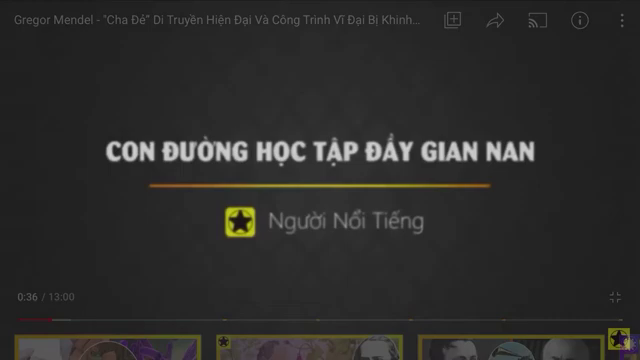 Gregor Mendel - "Cha Đẻ" Di Truyền Hiện Đại Và Công Trình Vĩ Đại Bị Khinh...
CON ĐƯỜNG HỌC TẬP ĐẦY GIAN NAN
Người Nổi Tiếng
0:36 / 13:00